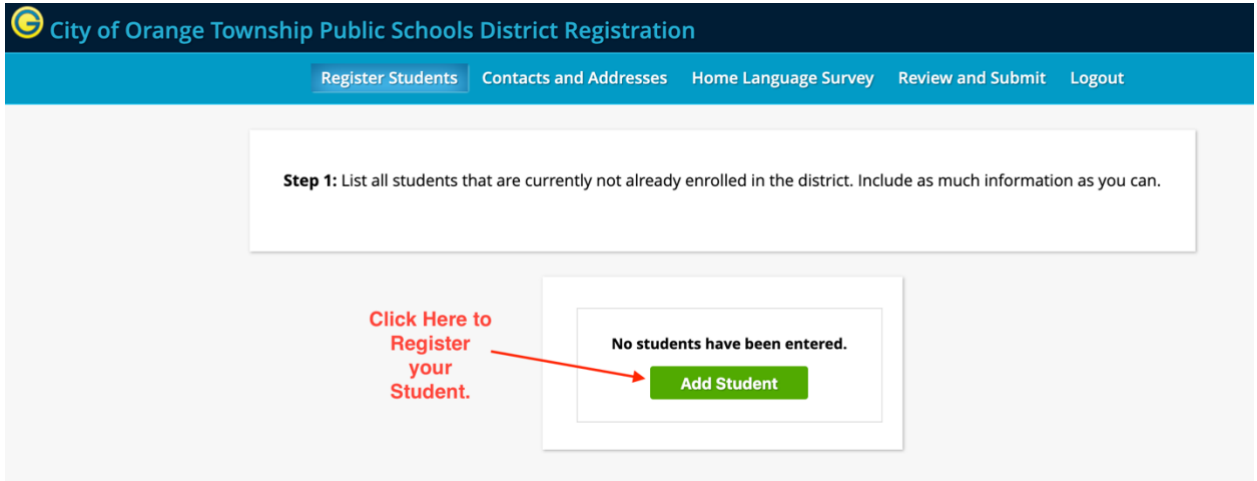 City of Orange Township Public Schools District Registration
Register Students Contacts and Addresses Home Language Survey Review and Submit Logout
Step 1: List all students that are currently not already enrolled in the district. Include as much information as you can.
Click Here to
Register
your
Student.
No students have been entered.
Add Student